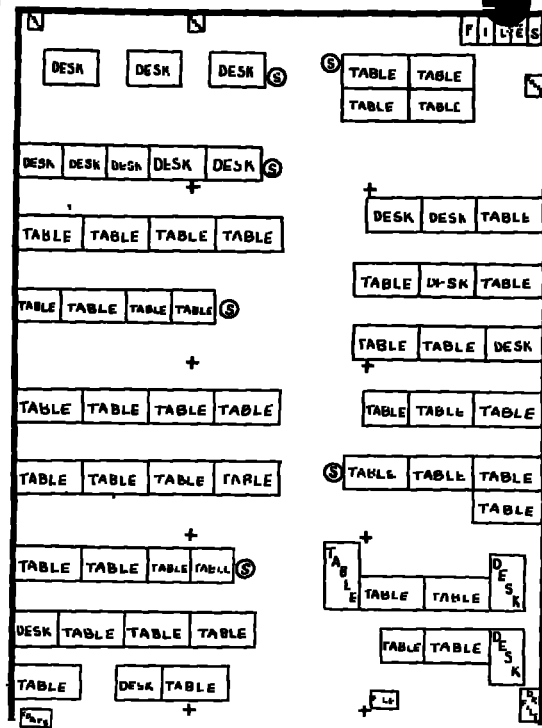 FILES
DESK DESK DESK S
S TABLE TABLE
TABLE TABLE
DESK DESK DESK DESK DESK S
DESK DESK TABLE
TABLE TABLE TABLE TABLE
TABLE DESK TABLE
TABLE TABLE TABLE TABLE S
TABLE TABLE DESK
TABLE TABLE TABLE TABLE
TABLE TABLE TABLE
TABLE TABLE TABLE TABLE
S TABLE TABLE TABLE
TABLE
TABLE TABLE TABLE TABLE S
TABLE TABLE TABLE DESK
DESK TABLE TABLE TABLE
TABLE TABLE DESK
TABLE DESK TABLE